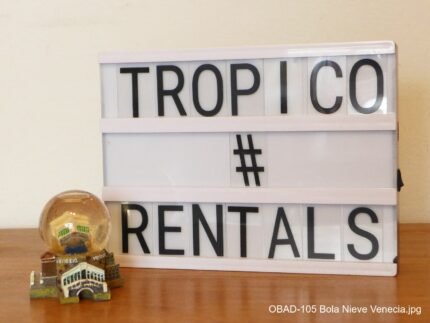 TROPICO
#
RENTALS
OBAD-105 Bola Nieve Venecia.jpg